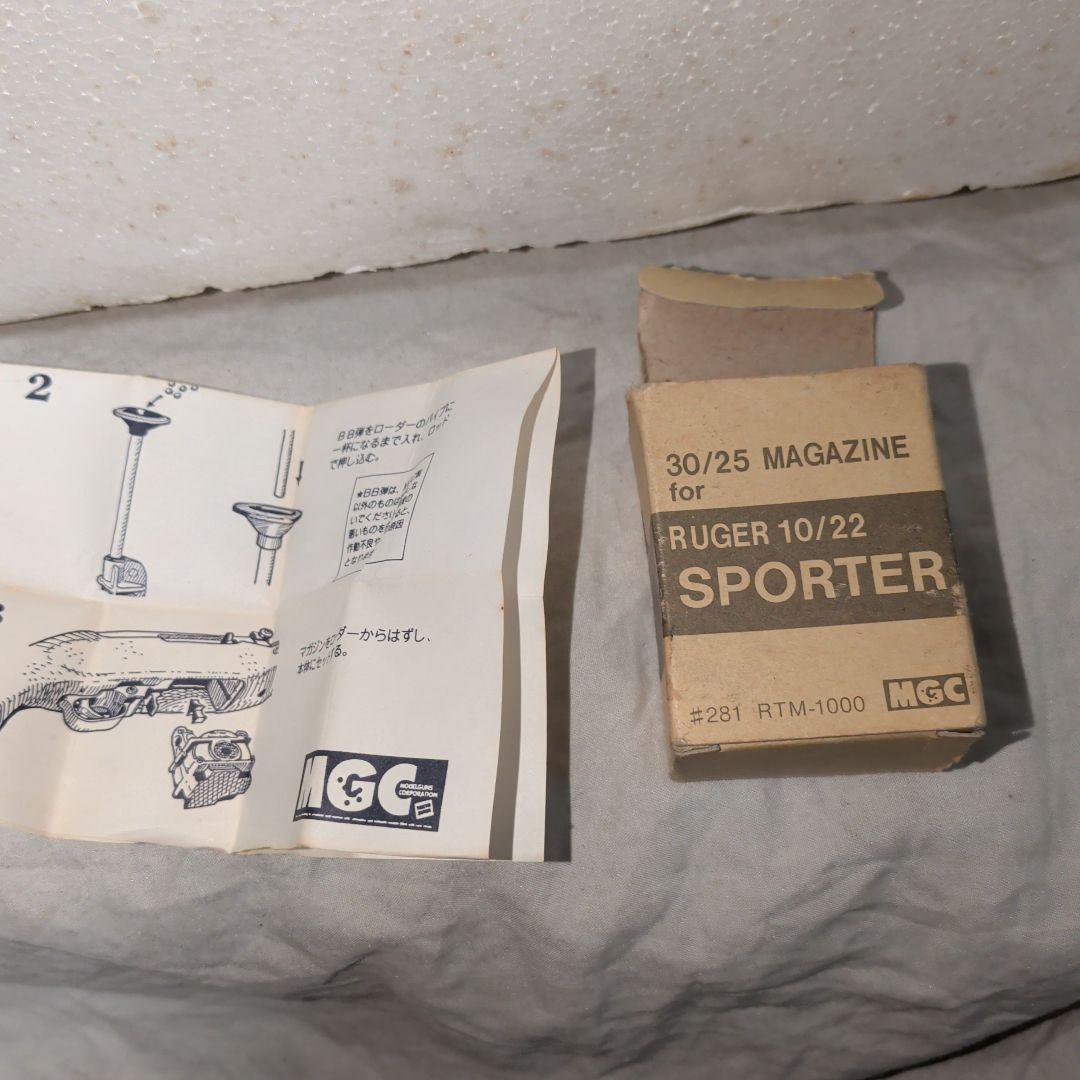 2
BB弾をローダーのパイプに
一杯になるまで入れ、ロッド
で押し込む。
★BB弾は、
以外のものは
いでください
悪いものを
作動不良や
となります
マガジンをローダーからはずし、
本体にセットする。
MGC
MODELGUNS
CORPORATION
30/25 MAGAZINE
for
RUGER 10/22
SPORTER
#281 RTM-1000 MGC